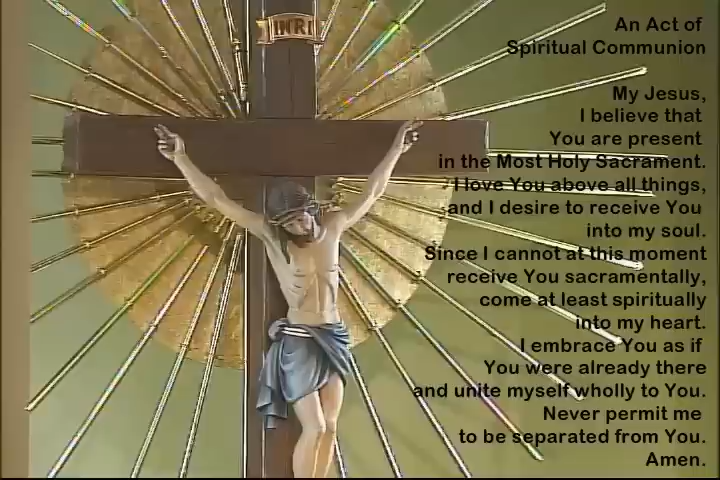 INRI
An Act of
Spiritual Communion
My Jesus,
I believe that
You are present
in the Most Holy Sacrament.
I love You above all things,
and I desire to receive You
into my soul.
Since I cannot at this moment
receive You sacramentally,
come at least spiritually
into my heart.
I embrace You as if
You were already there
and unite myself wholly to You.
Never permit me
to be separated from You.
Amen.